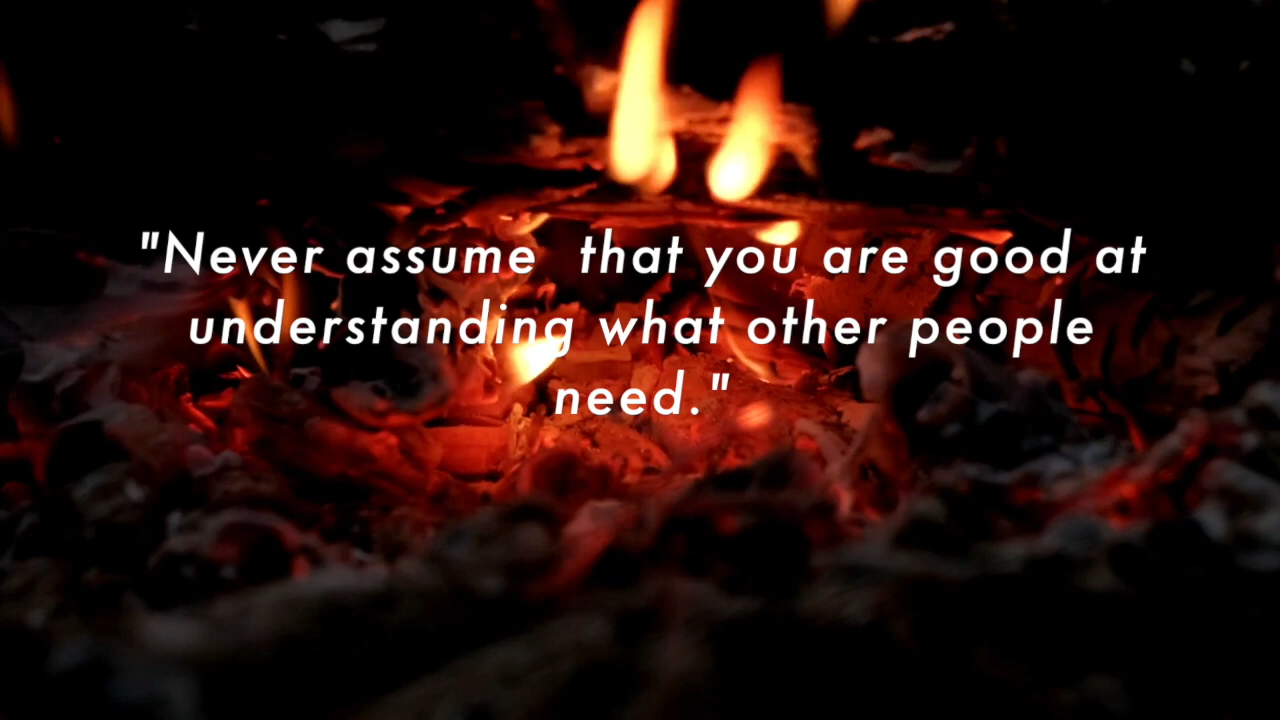 "Never assume  that you are good at
understanding what other people
need."